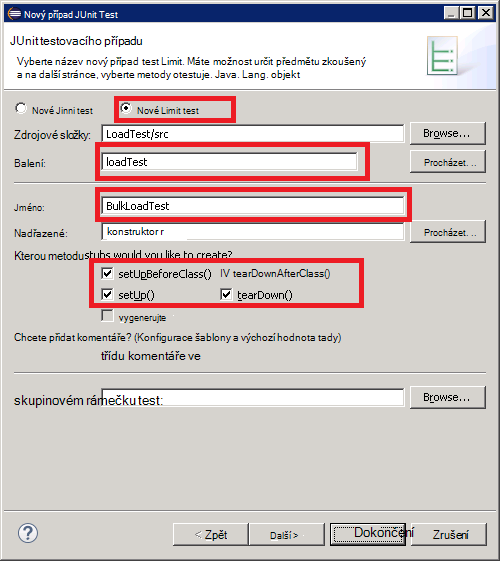 Nový případ JUnit Test
JUnit testovacího případu
Vyberte název nový případ test Limit. Máte možnost určit předmětu zkoušený
a na další stránce, vyberte metody otestuje. Java. Lang. objekt
Nové Jinni test Nové Limit test
Zdrojové složky: LoadTest/src Browse...
Balení: loadTest Procházet. . .
Jméno: BulkLoadTest
Nadřazené: konstruktor r Procházet. . .
Kterou metodu stubs would you like to create?
setUpBeforeClass() IV tearDownAfterClass()
setUp() tearDown()
vygenerujte
Chcete přidat komentáře? (Konfigurace šablony a výchozí hodnota tady)
třídu komentáře ve
skupinovém rámečku test: Browse...
? < Zpět Další > Dokončení Zrušení